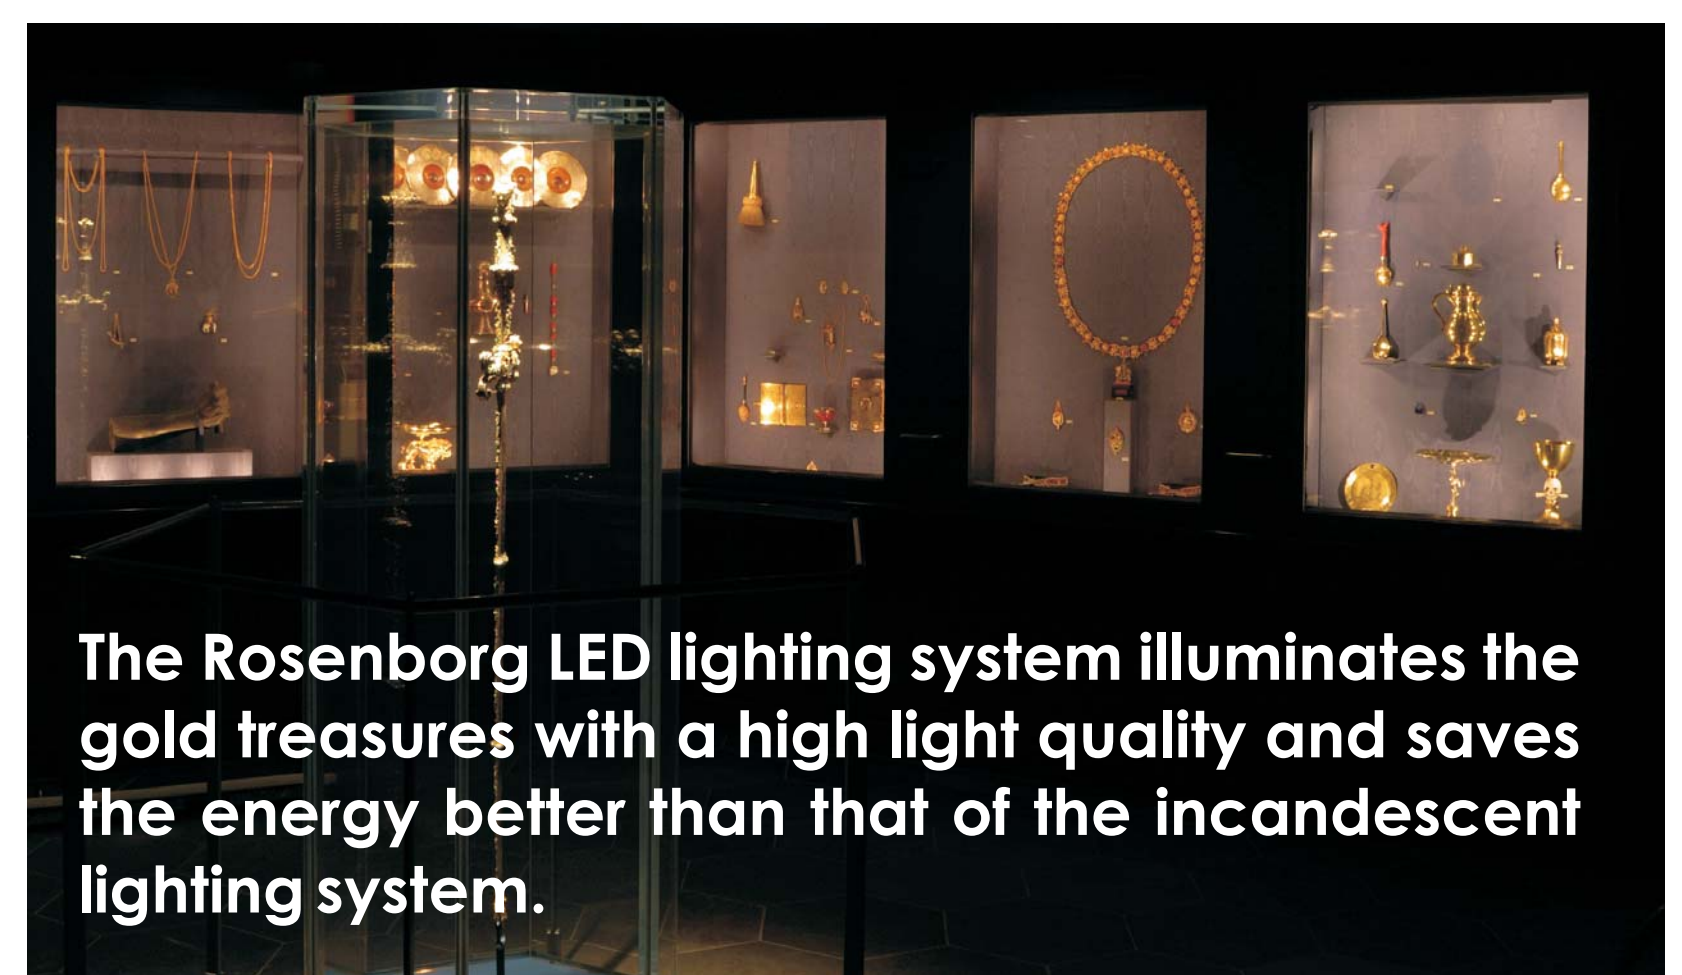 The Rosenborg LED lighting system illuminates the
gold treasures with a high light quality and saves
the energy better than that of the incandescent
lighting system.